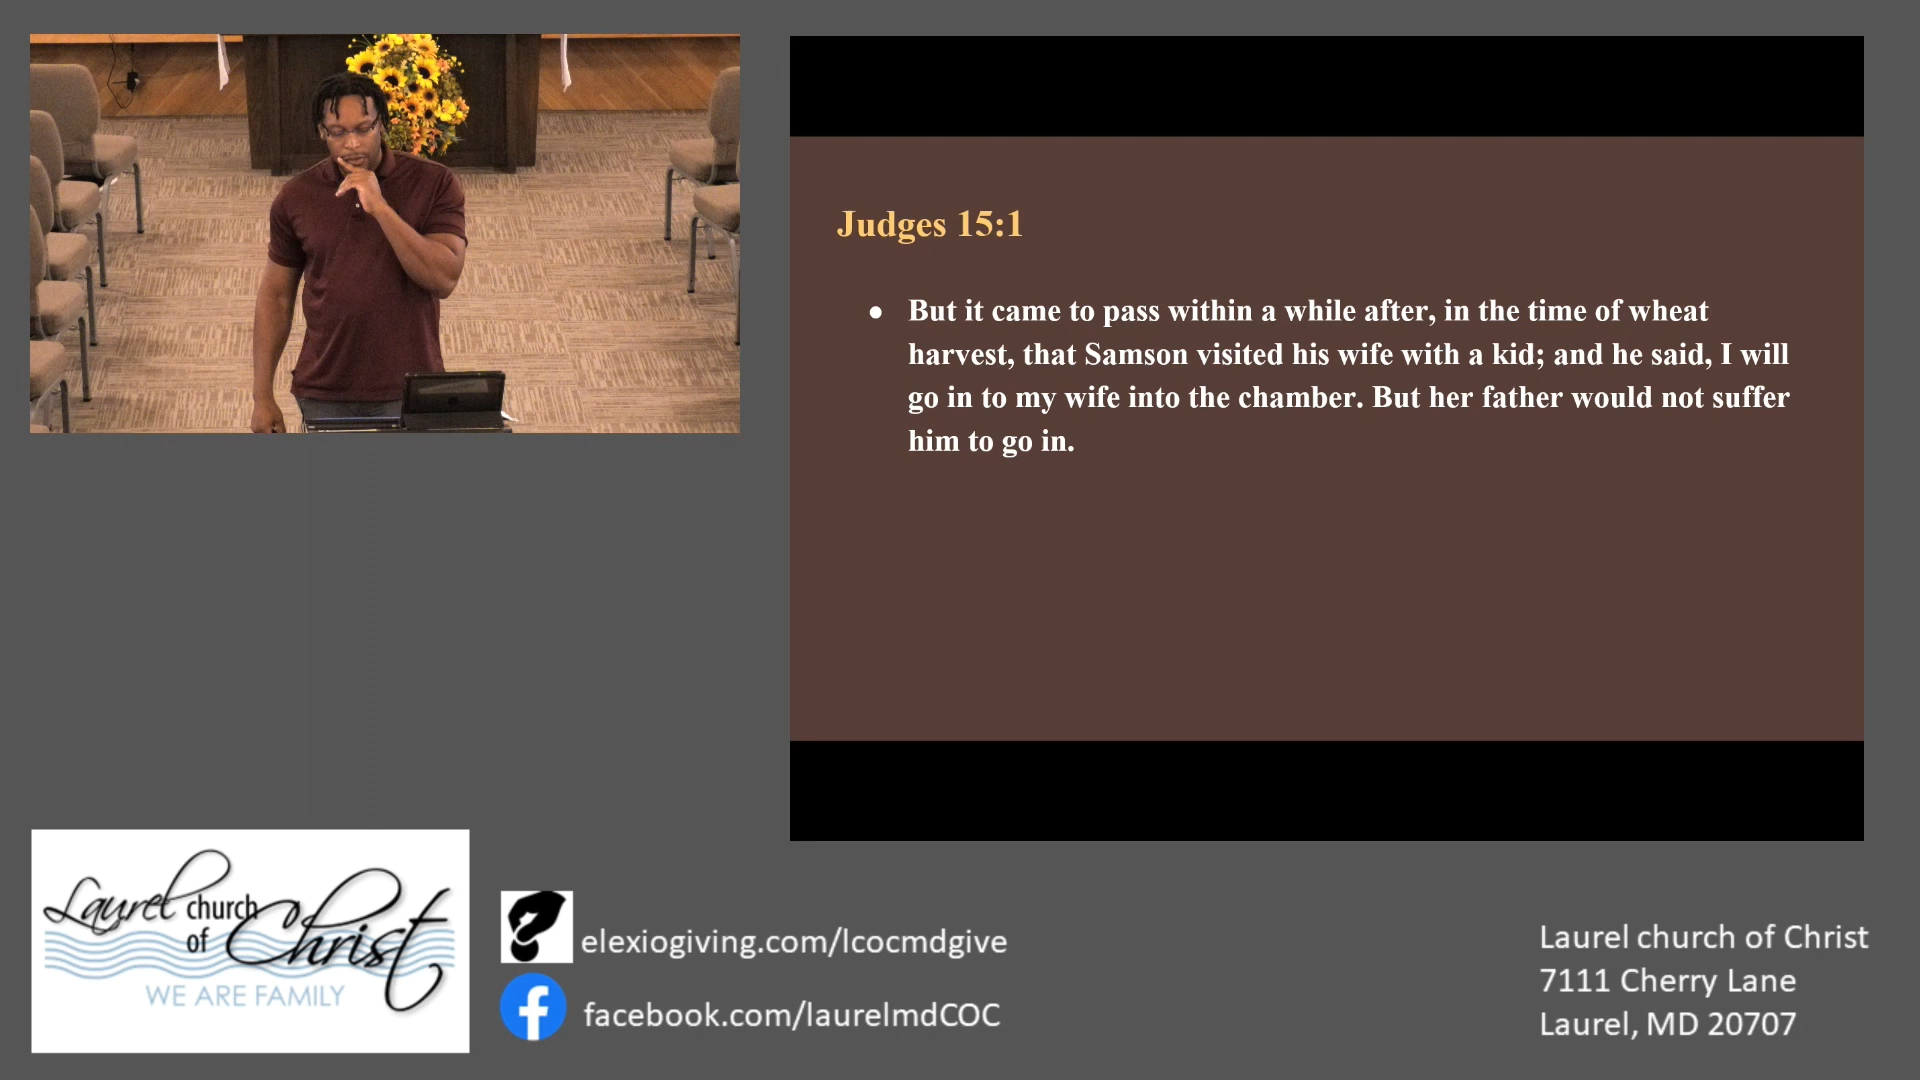 Judges 15:1
● But it came to pass within a while after, in the time of wheat
harvest, that Samson visited his wife with a kid; and he said, I will
go in to my wife into the chamber. But her father would not suffer
him to go in.
Laurel church
of Christ
WE ARE FAMILY
elexiogiving.com/lcocmdgive
facebook.com/laurelmdCOC
Laurel church of Christ
7111 Cherry Lane
Laurel, MD 20707